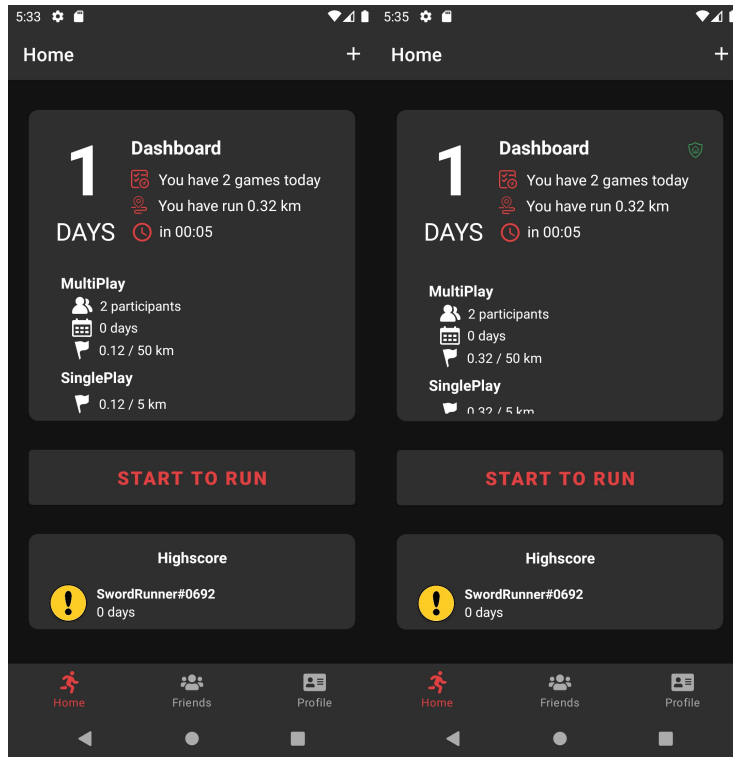 5:33
Home +
1
DAYS
Dashboard
You have 2 games today
You have run 0.32 km
in 00:05
MultiPlay
2 participants
0 days
0.12 / 50 km
SinglePlay
0.12 / 5 km
START TO RUN
Highscore
SwordRunner#0692
0 days
Home
Friends
Profile
5:35
Home +
1
DAYS
Dashboard
You have 2 games today
You have run 0.32 km
in 00:05
MultiPlay
2 participants
0 days
0.32 / 50 km
SinglePlay
0.32 / 5 km
START TO RUN
Highscore
SwordRunner#0692
0 days
Home
Friends
Profile